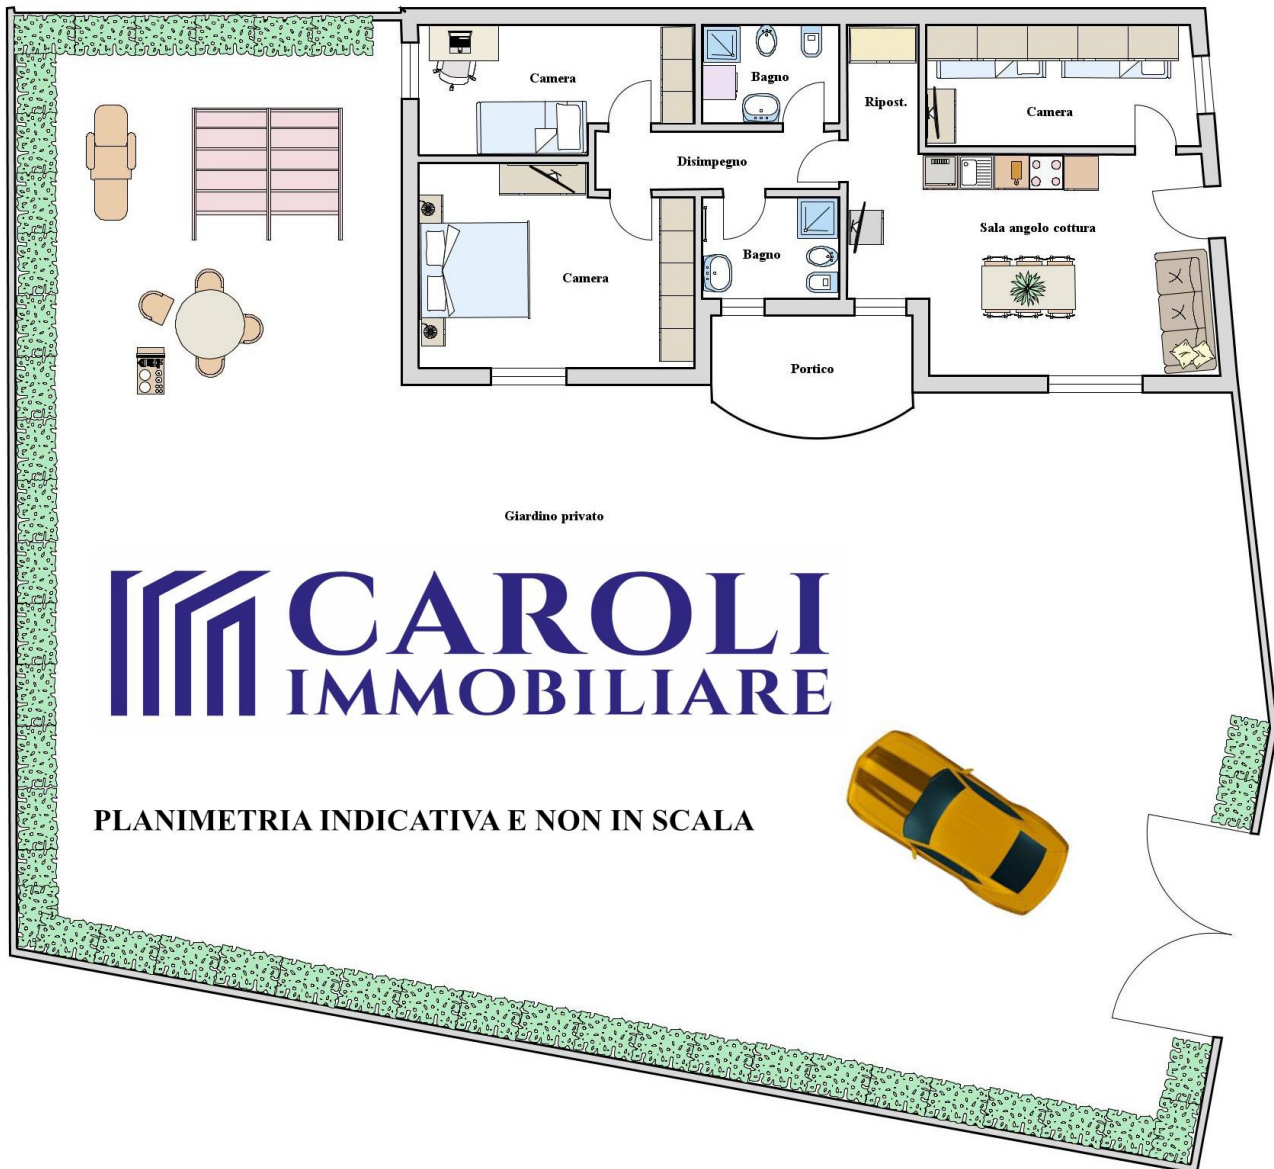 Camera
Bagno
Ripost.
Camera
Disimpegno
Sala angolo cottura
Bagno
Camera
Portico
Giardino privato
CAROLI
IMMOBILIARE
PLANIMETRIA INDICATIVA E NON IN SCALA